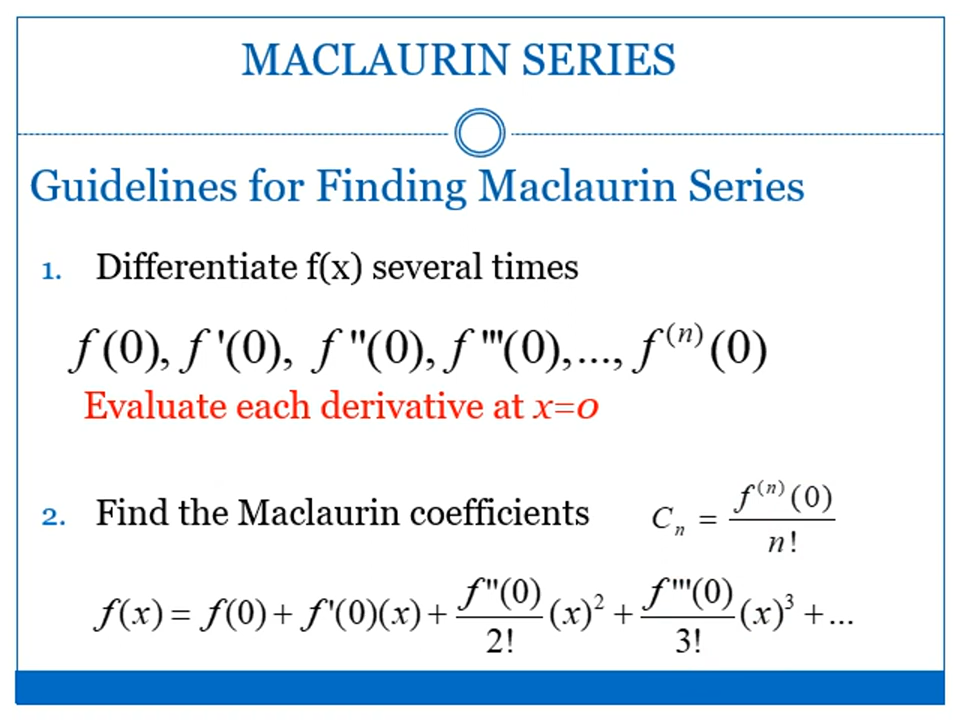 MACLAURIN SERIES
Guidelines for Finding Maclaurin Series
1. Differentiate f(x) several times
f(0), f'(0), f''(0), f'''(0),..., f^(n)(0)
Evaluate each derivative at x=0
2. Find the Maclaurin coefficients C_n = f^(n)(0) / n!
f(x) = f(0) + f'(0)(x) + f''(0)/2! (x)^2 + f'''(0)/3! (x)^3 + ...